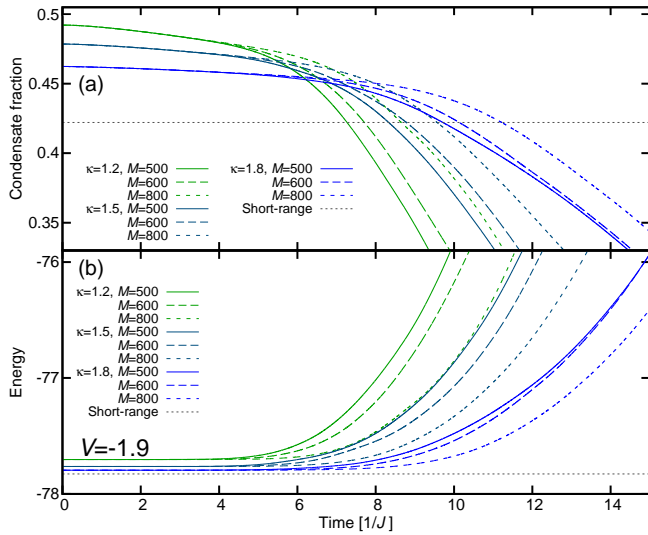 0.5
0.45
0.4
0.35
Condensate fraction
(a)
κ=1.2, M=500
M=600
M=800
κ=1.5, M=500
M=600
M=800
κ=1.8, M=500
M=600
M=800
Short-range
-76
-77
-78
Energy
(b)
κ=1.2, M=500
M=600
M=800
κ=1.5, M=500
M=600
M=800
κ=1.8, M=500
M=600
M=800
Short-range
V=-1.9
0 2 4 6 8 10 12 14
Time [1/J]